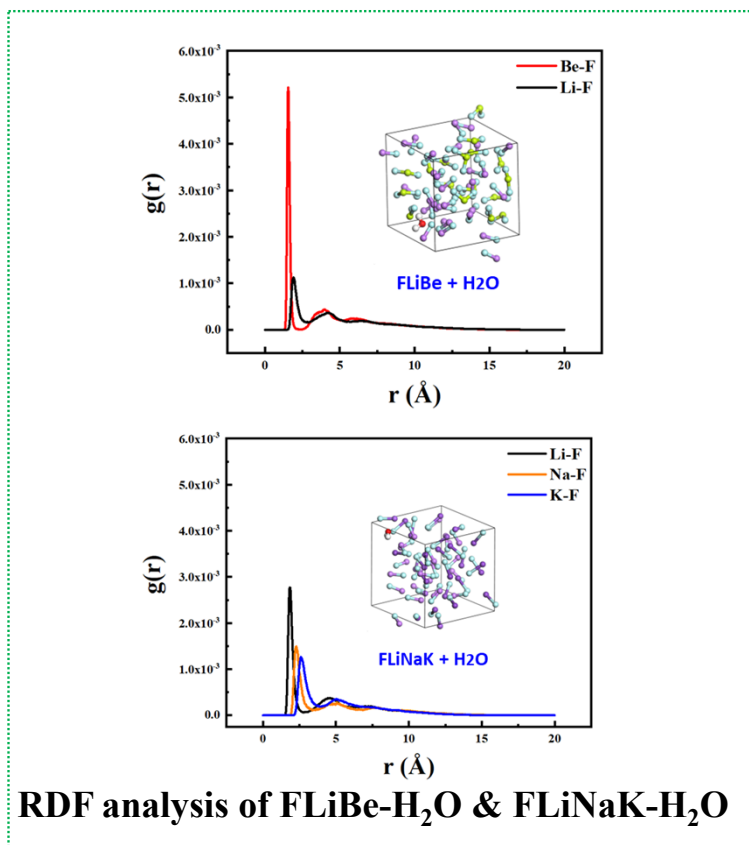 6.0x10⁻³
5.0x10⁻³
4.0x10⁻³
3.0x10⁻³
2.0x10⁻³
1.0x10⁻³
0.0
g(r)
Be-F
Li-F
FLiBe + H2O
0 5 10 15 20
r (Å)
6.0x10⁻³
5.0x10⁻³
4.0x10⁻³
3.0x10⁻³
2.0x10⁻³
1.0x10⁻³
0.0
g(r)
Li-F
Na-F
K-F
FLiNaK + H2O
0 5 10 15 20
r (Å)
RDF analysis of FLiBe-H₂O & FLiNaK-H₂O